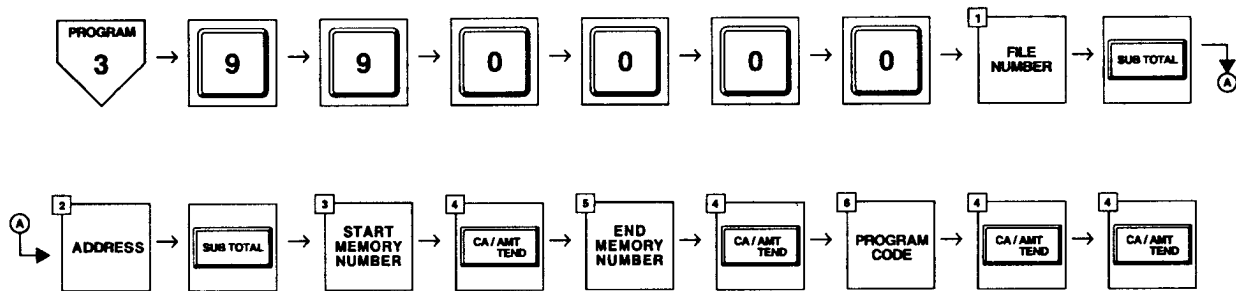 PROGRAM
3
→
9
→
9
→
0
→
0
→
0
→
0
→
1
FILE
NUMBER
→
SUB TOTAL
A
A
2
ADDRESS
→
SUB TOTAL
→
3
START
MEMORY
NUMBER
→
4
CA / AMT
TEND
→
5
END
MEMORY
NUMBER
→
4
CA / AMT
TEND
→
6
PROGRAM
CODE
→
4
CA / AMT
TEND
→
4
CA / AMT
TEND